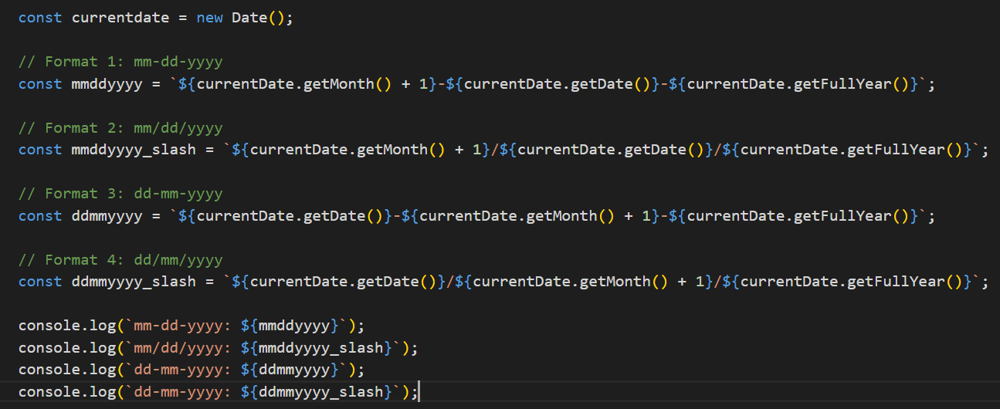 const currentdate = new Date();
// Format 1: mm-dd-yyyy
const mmddyyyy = `${currentDate.getMonth() + 1}-${currentDate.getDate()}-${currentDate.getFullYear()}`;
// Format 2: mm/dd/yyyy
const mmddyyyy_slash = `${currentDate.getMonth() + 1}/${currentDate.getDate()}/${currentDate.getFullYear()}`;
// Format 3: dd-mm-yyyy
const ddmmyyyy = `${currentDate.getDate()}-${currentDate.getMonth() + 1}-${currentDate.getFullYear()}`;
// Format 4: dd/mm/yyyy
const ddmmyyyy_slash = `${currentDate.getDate()}/${currentDate.getMonth() + 1}/${currentDate.getFullYear()}`;
console.log(`mm-dd-yyyy: ${mmddyyyy}`);
console.log(`mm/dd/yyyy: ${mmddyyyy_slash}`);
console.log(`dd-mm-yyyy: ${ddmmyyyy}`);
console.log(`dd-mm-yyyy: ${ddmmyyyy_slash}`);